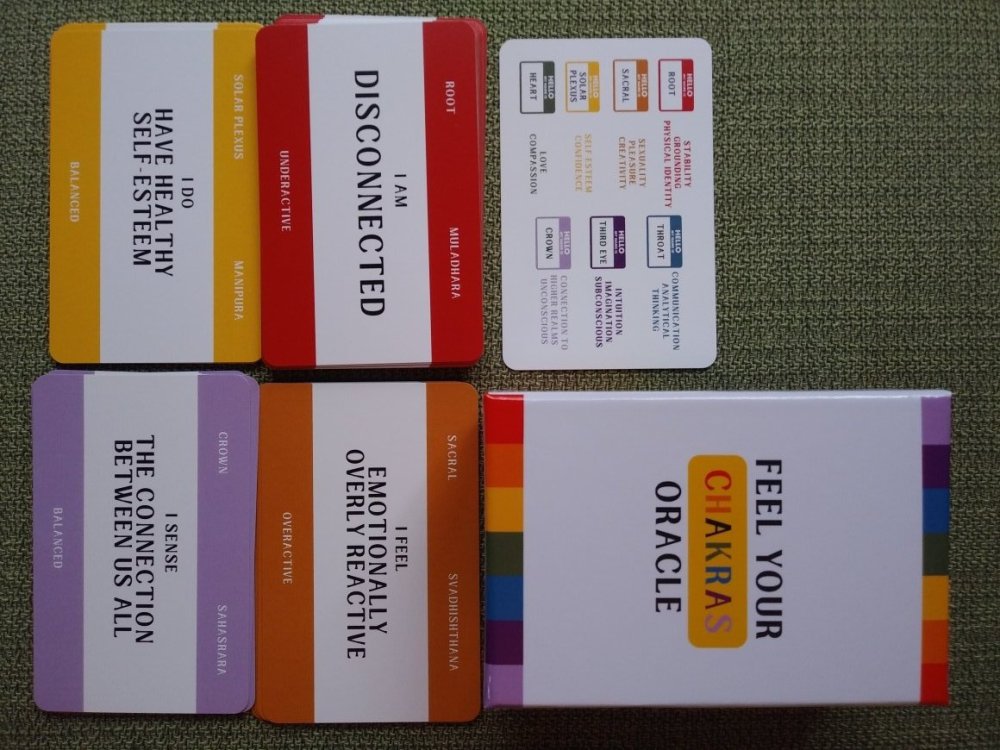 SOLAR PLEXUS
MANIPURA
I DO
HAVE HEALTHY
SELF-ESTEEM
BALANCED
ROOT
MULADHARA
I AM
DISCONNECTED
UNDERACTIVE
HELLO
ROOT
STABILITY
GROUNDING
PHYSICAL IDENTITY
HELLO
SACRAL
SEXUALITY
PLEASURE
CREATIVITY
HELLO
SOLAR
PLEXUS
SELF ESTEEM
CONFIDENCE
HELLO
HEART
LOVE
COMPASSION
HELLO
THROAT
COMMUNICATION
ANALYTICAL
THINKING
HELLO
THIRD EYE
INTUITION
IMAGINATION
SUBCONSCIOUS
HELLO
CROWN
CONNECTION TO
HIGHER REALMS
UNCONSCIOUS
CROWN
SAHASRARA
I SENSE
THE CONNECTION
BETWEEN US ALL
BALANCED
SACRAL
SVADHISHTHANA
I FEEL
EMOTIONALLY
OVERLY REACTIVE
OVERACTIVE
FEEL YOUR
CHAKRAS
ORACLE